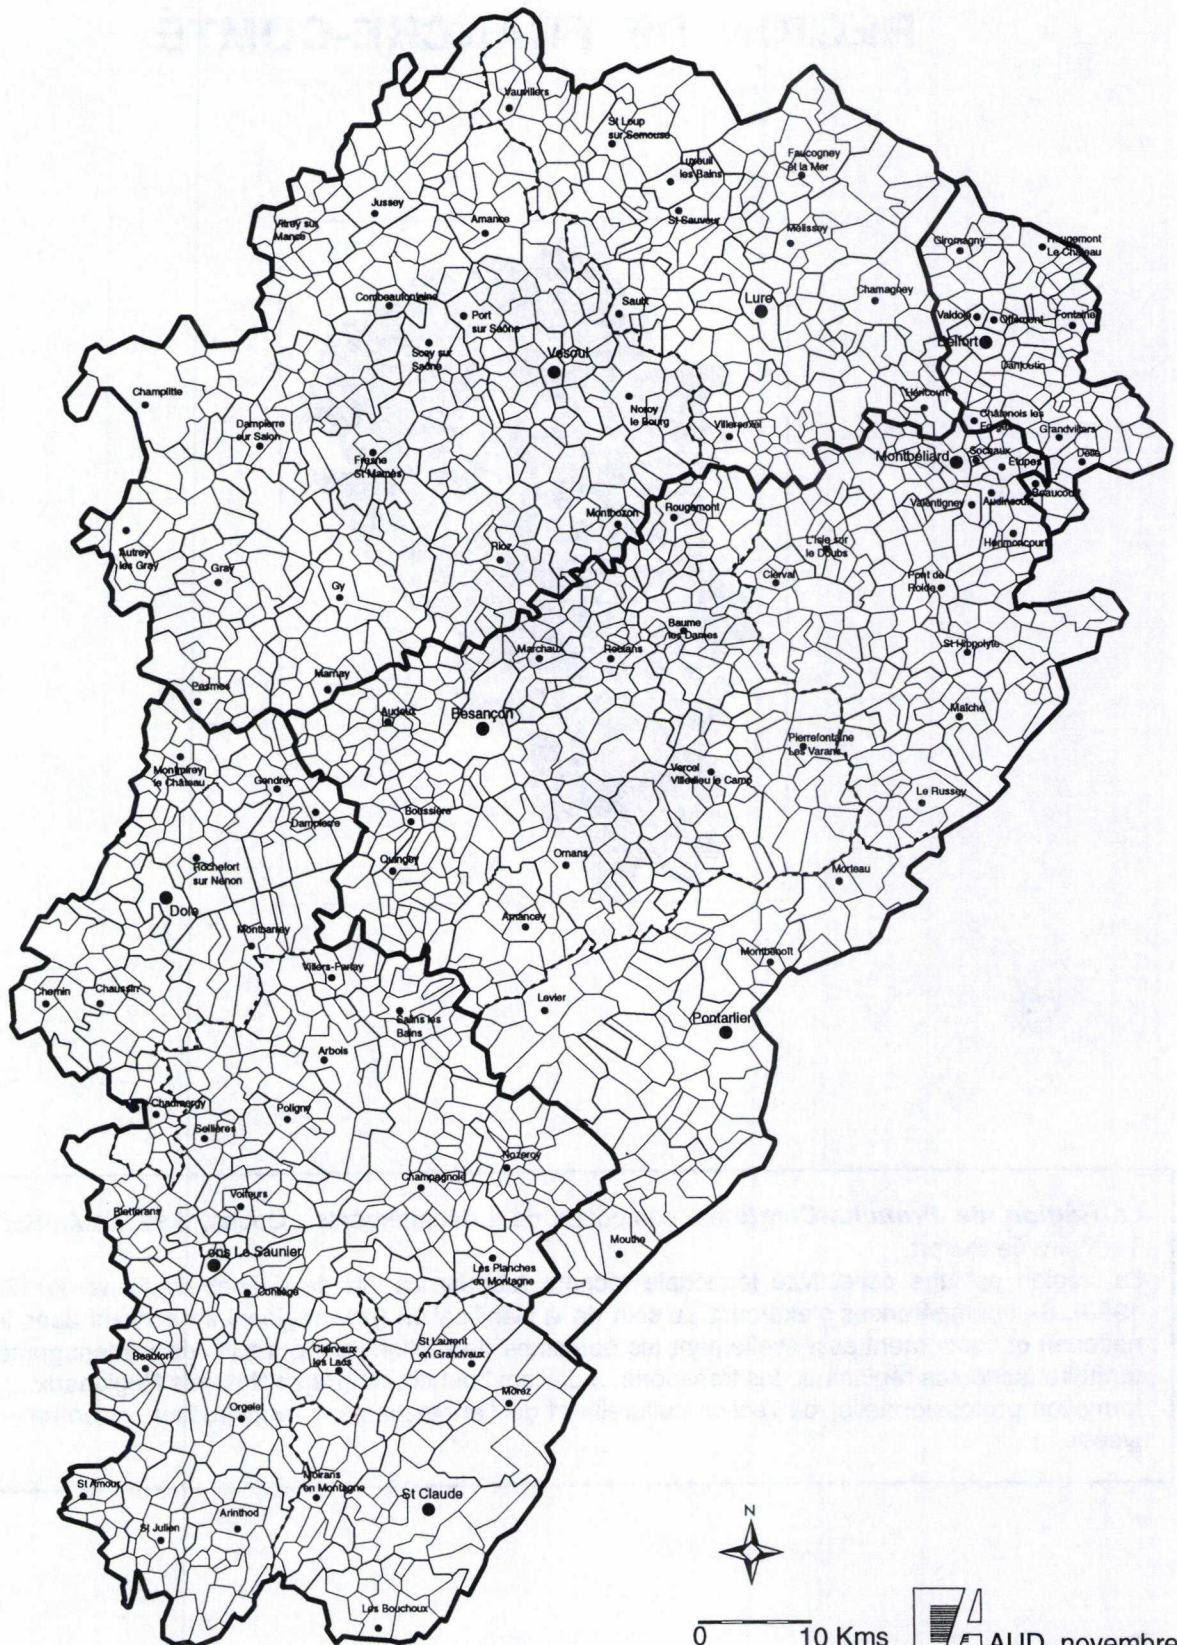 Vauvillers
St Loup
sur Semouse
Luxeuil
les Bains
Faucogney
et la Mer
Jussey
St Sauveur
Vitrey sur
Mance
Amance
Mélissey
Giromagny
Rougemont
Le Château
Combeaufontaine
Port
sur Saône
Saulx
Lure
Chamagney
Valdoie
Offemont
Fontaine
Belfort
Scey sur
Saône
Vesoul
Danjoutin
Champlitte
Héricourt
Noroy
le Bourg
Châtenois les
Forges
Dampierre
sur Salon
Villersexel
Grandvillars
Fresne
St Mamès
Montbéliard
Sochaux
Etupes
Delle
Beaucourt
Valentigney
Audincourt
Montbozon
Rougemont
Autrey
les Gray
Rioz
L'Isle sur
le Doubs
Hérimoncourt
Gray
Gy
Clerval
Pont de
Roide
Baume
les Dames
Marchaux
Roulans
St Hippolyte
Marnay
Pesmes
Audeux
Besançon
Maîche
Pierrefontaine
Les Varans
Montmirey
le Château
Gendrey
Vercel
Villedieu le Camp
Le Russey
Dampierre
Boussière
Rochefort
sur Nenon
Quingey
Ornans
Morteau
Dole
Amancey
Montbarrey
Montbenoît
Villers-Farlay
Chemin
Chaussin
Levier
Salins les
Bains
Pontarlier
Arbois
Chaumergy
Poligny
Sellières
Nozeroy
Champagnole
Voiteurs
Bletterans
Mouthe
Lons Le Saunier
Les Planches
en Montagne
Conliège
St Laurent
en Grandvaux
Clairvaux
les Lacs
Beaufort
Morez
Orgelet
Moirans
en Montagne
St Amour
St Claude
Arinthod
St Julien
N
Les Bouchoux
0 10 Kms
AUD novembre